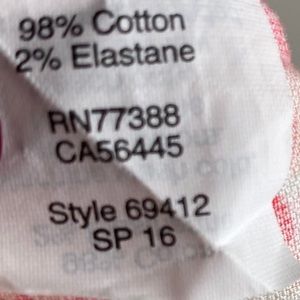 98% Cotton
2% Elastane
RN77388
CA56445
Style 69412
SP 16